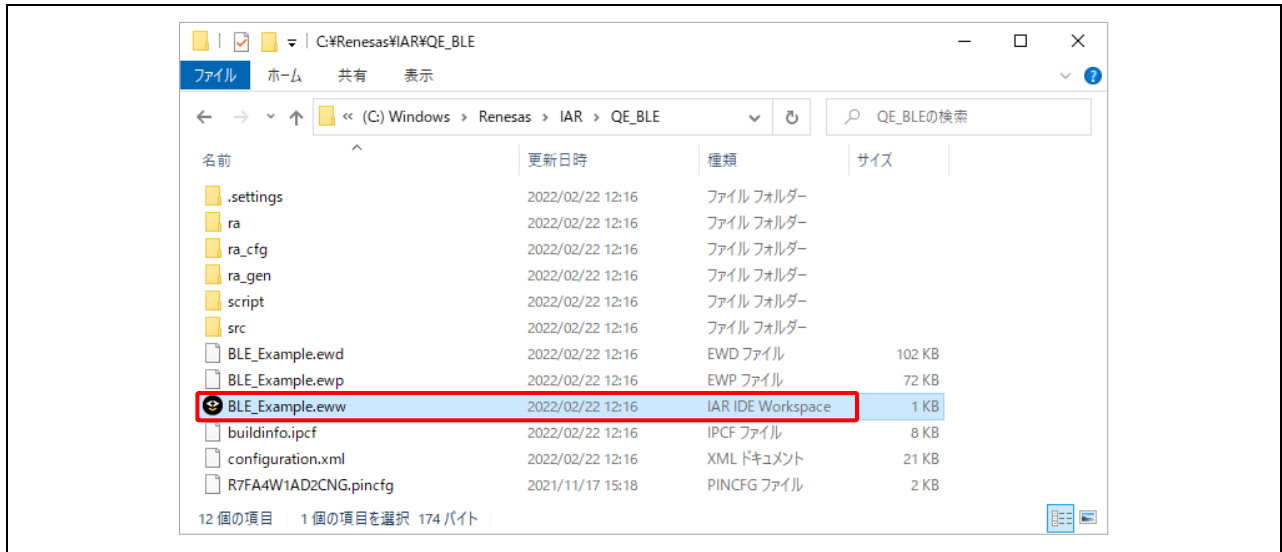 C:¥Renesas¥IAR¥QE_BLE
ファイル ホーム 共有 表示
« (C:) Windows › Renesas › IAR › QE_BLE QE_BLEの検索
名前 更新日時 種類 サイズ
.settings 2022/02/22 12:16 ファイル フォルダー
ra 2022/02/22 12:16 ファイル フォルダー
ra_cfg 2022/02/22 12:16 ファイル フォルダー
ra_gen 2022/02/22 12:16 ファイル フォルダー
script 2022/02/22 12:16 ファイル フォルダー
src 2022/02/22 12:16 ファイル フォルダー
BLE_Example.ewd 2022/02/22 12:16 EWD ファイル 102 KB
BLE_Example.ewp 2022/02/22 12:16 EWP ファイル 72 KB
BLE_Example.eww 2022/02/22 12:16 IAR IDE Workspace 1 KB
buildinfo.ipcf 2022/02/22 12:16 IPCF ファイル 8 KB
configuration.xml 2022/02/22 12:16 XML ドキュメント 21 KB
R7FA4W1AD2CNG.pincfg 2021/11/17 15:18 PINCFG ファイル 2 KB
12 個の項目 1 個の項目を選択 174 バイト